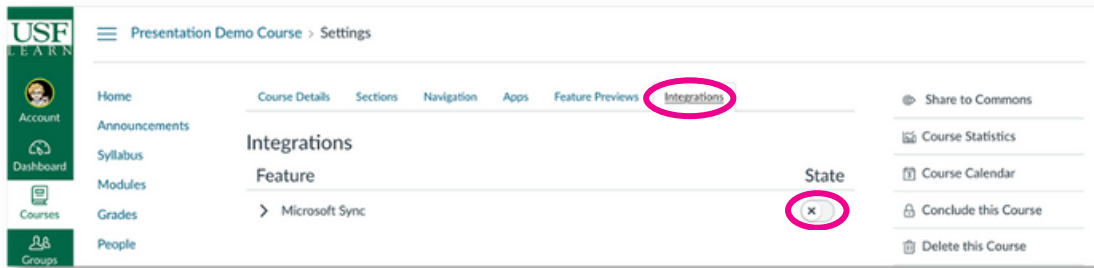 USF
LEARN
Account
Dashboard
Courses
Groups
Presentation Demo Course > Settings
Home
Announcements
Syllabus
Modules
Grades
People
Course Details Sections Navigation Apps Feature Previews Integrations
Integrations
Feature State
Microsoft Sync
Share to Commons
Course Statistics
Course Calendar
Conclude this Course
Delete this Course